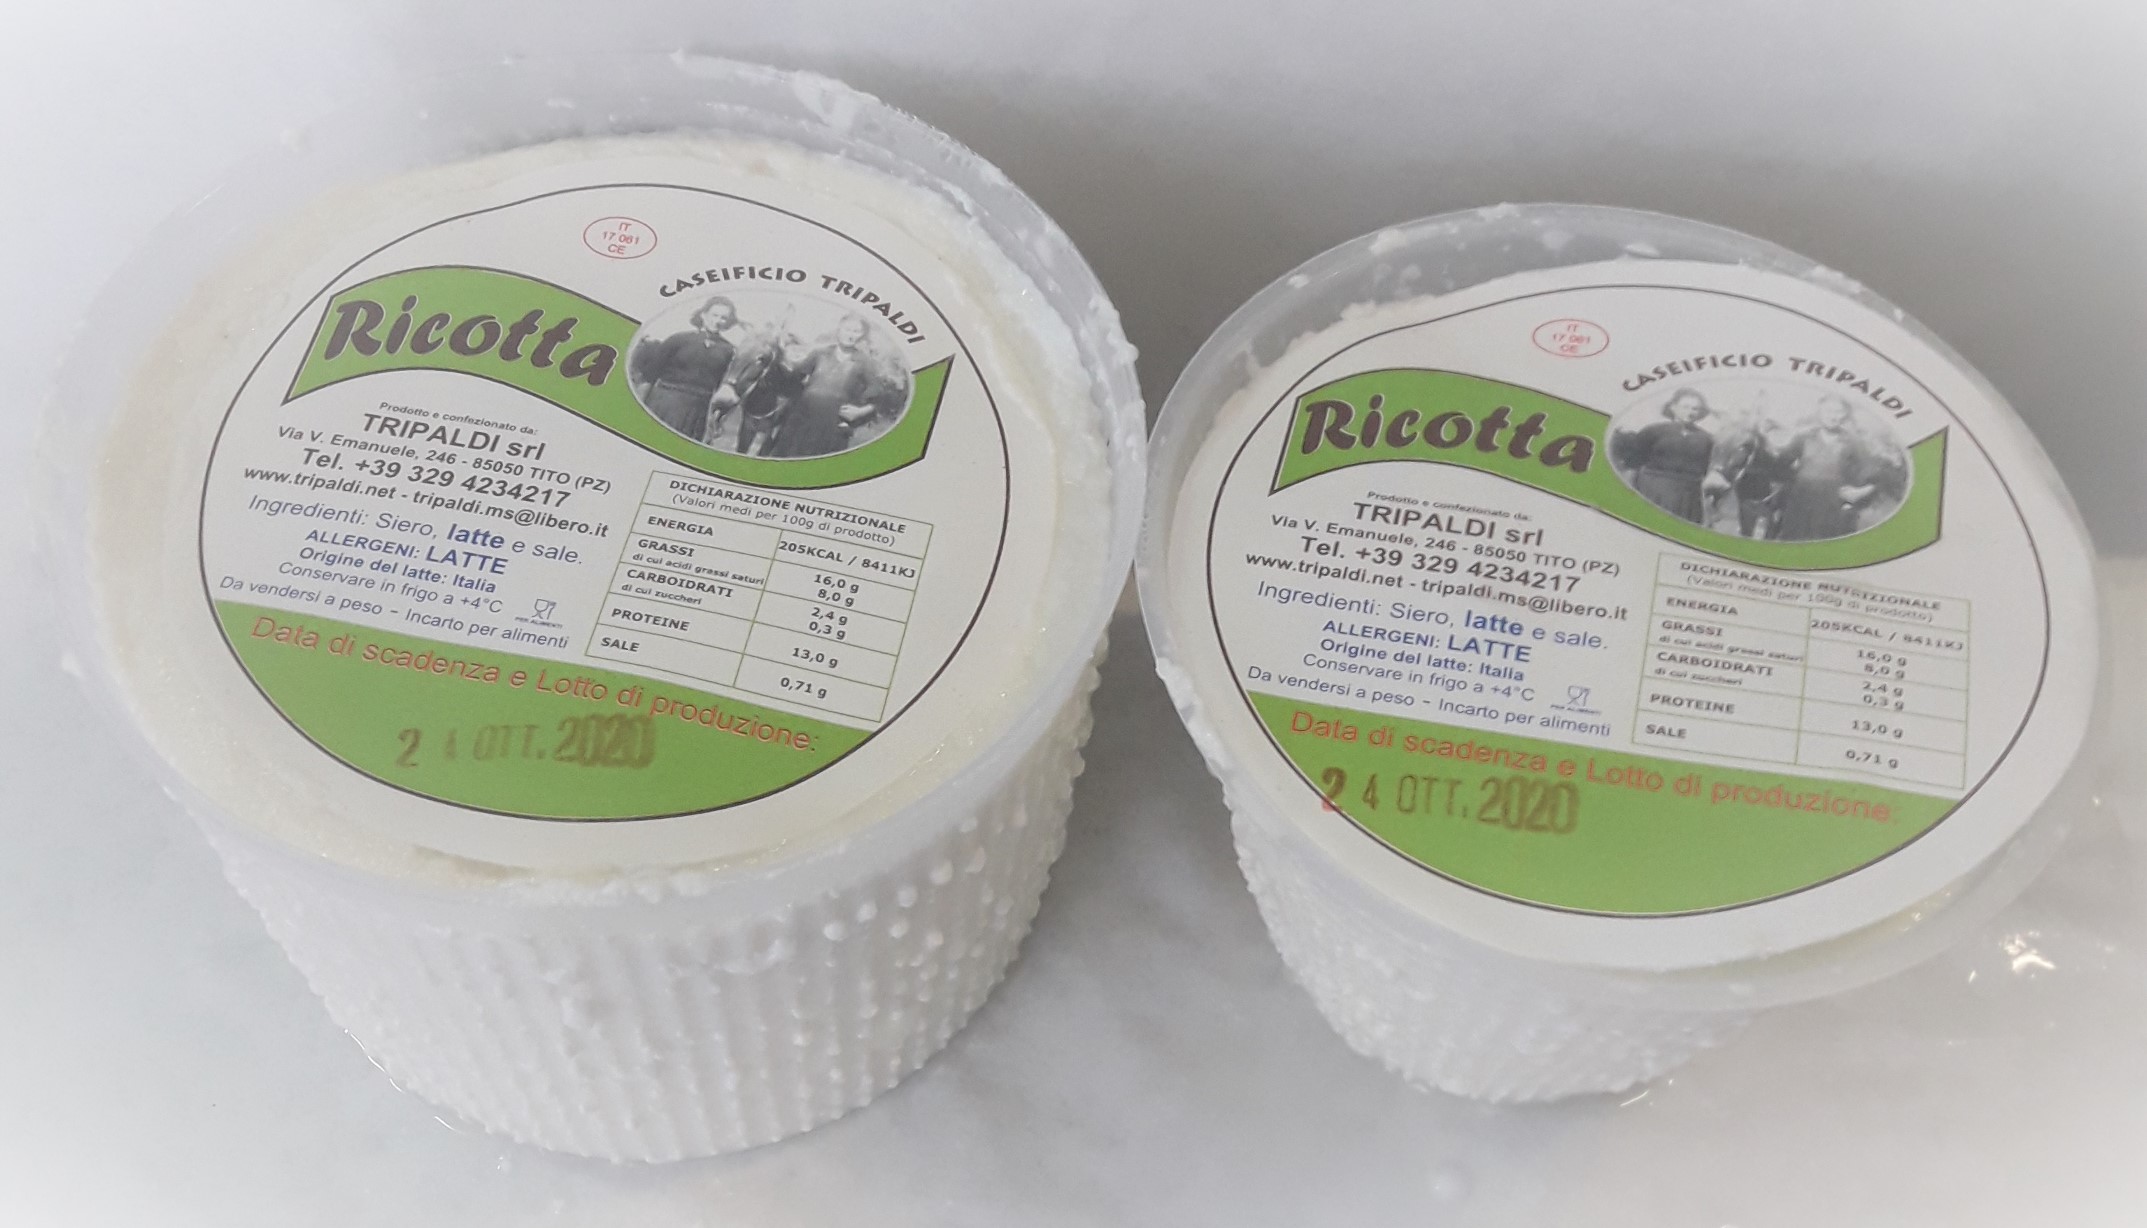 IT
17 061
CE
CASEIFICIO TRIPALDI
Ricotta
Prodotto e confezionato da:
TRIPALDI srl
Via V. Emanuele, 246 - 85050 TITO (PZ)
Tel. +39 329 4234217
www.tripaldi.net - tripaldi.ms@libero.it
Ingredienti: Siero, latte e sale.
ALLERGENI: LATTE
Origine del latte: Italia
Conservare in frigo a +4°C
PER ALIMENTI
Da vendersi a peso - Incarto per alimenti
DICHIARAZIONE NUTRIZIONALE
(Valori medi per 100g di prodotto)
ENERGIA 205KCAL / 8411KJ
GRASSI 16,0 g
di cui acidi grassi saturi 8,0 g
CARBOIDRATI 2,4 g
di cui zuccheri 0,3 g
PROTEINE 13,0 g
SALE 0,71 g
Data di scadenza e Lotto di produzione:
2 4 OTT. 2020
IT
17 061
CE
CASEIFICIO TRIPALDI
Ricotta
Prodotto e confezionato da:
TRIPALDI srl
Via V. Emanuele, 246 - 85050 TITO (PZ)
Tel. +39 329 4234217
www.tripaldi.net - tripaldi.ms@libero.it
Ingredienti: Siero, latte e sale.
ALLERGENI: LATTE
Origine del latte: Italia
Conservare in frigo a +4°C
PER ALIMENTI
Da vendersi a peso - Incarto per alimenti
DICHIARAZIONE NUTRIZIONALE
(Valori medi per 100g di prodotto)
ENERGIA 205KCAL / 8411KJ
GRASSI 16,0 g
di cui acidi grassi saturi 8,0 g
CARBOIDRATI 2,4 g
di cui zuccheri 0,3 g
PROTEINE 13,0 g
SALE 0,71 g
Data di scadenza e Lotto di produzione:
2 4 OTT. 2020